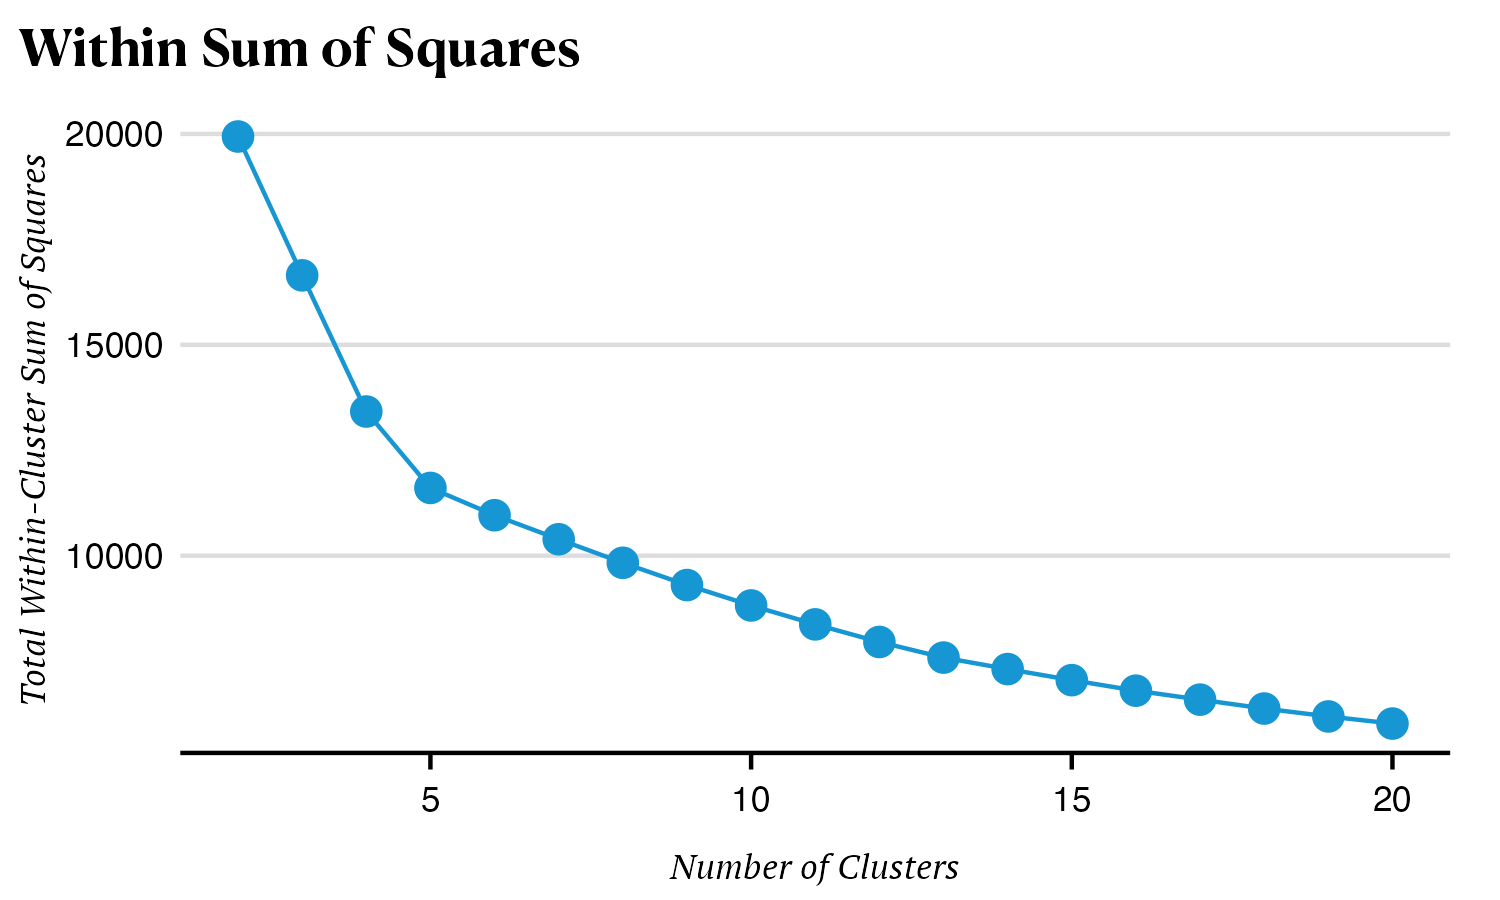 Within Sum of Squares
Total Within-Cluster Sum of Squares
20000
15000
10000
5
10
15
20
Number of Clusters